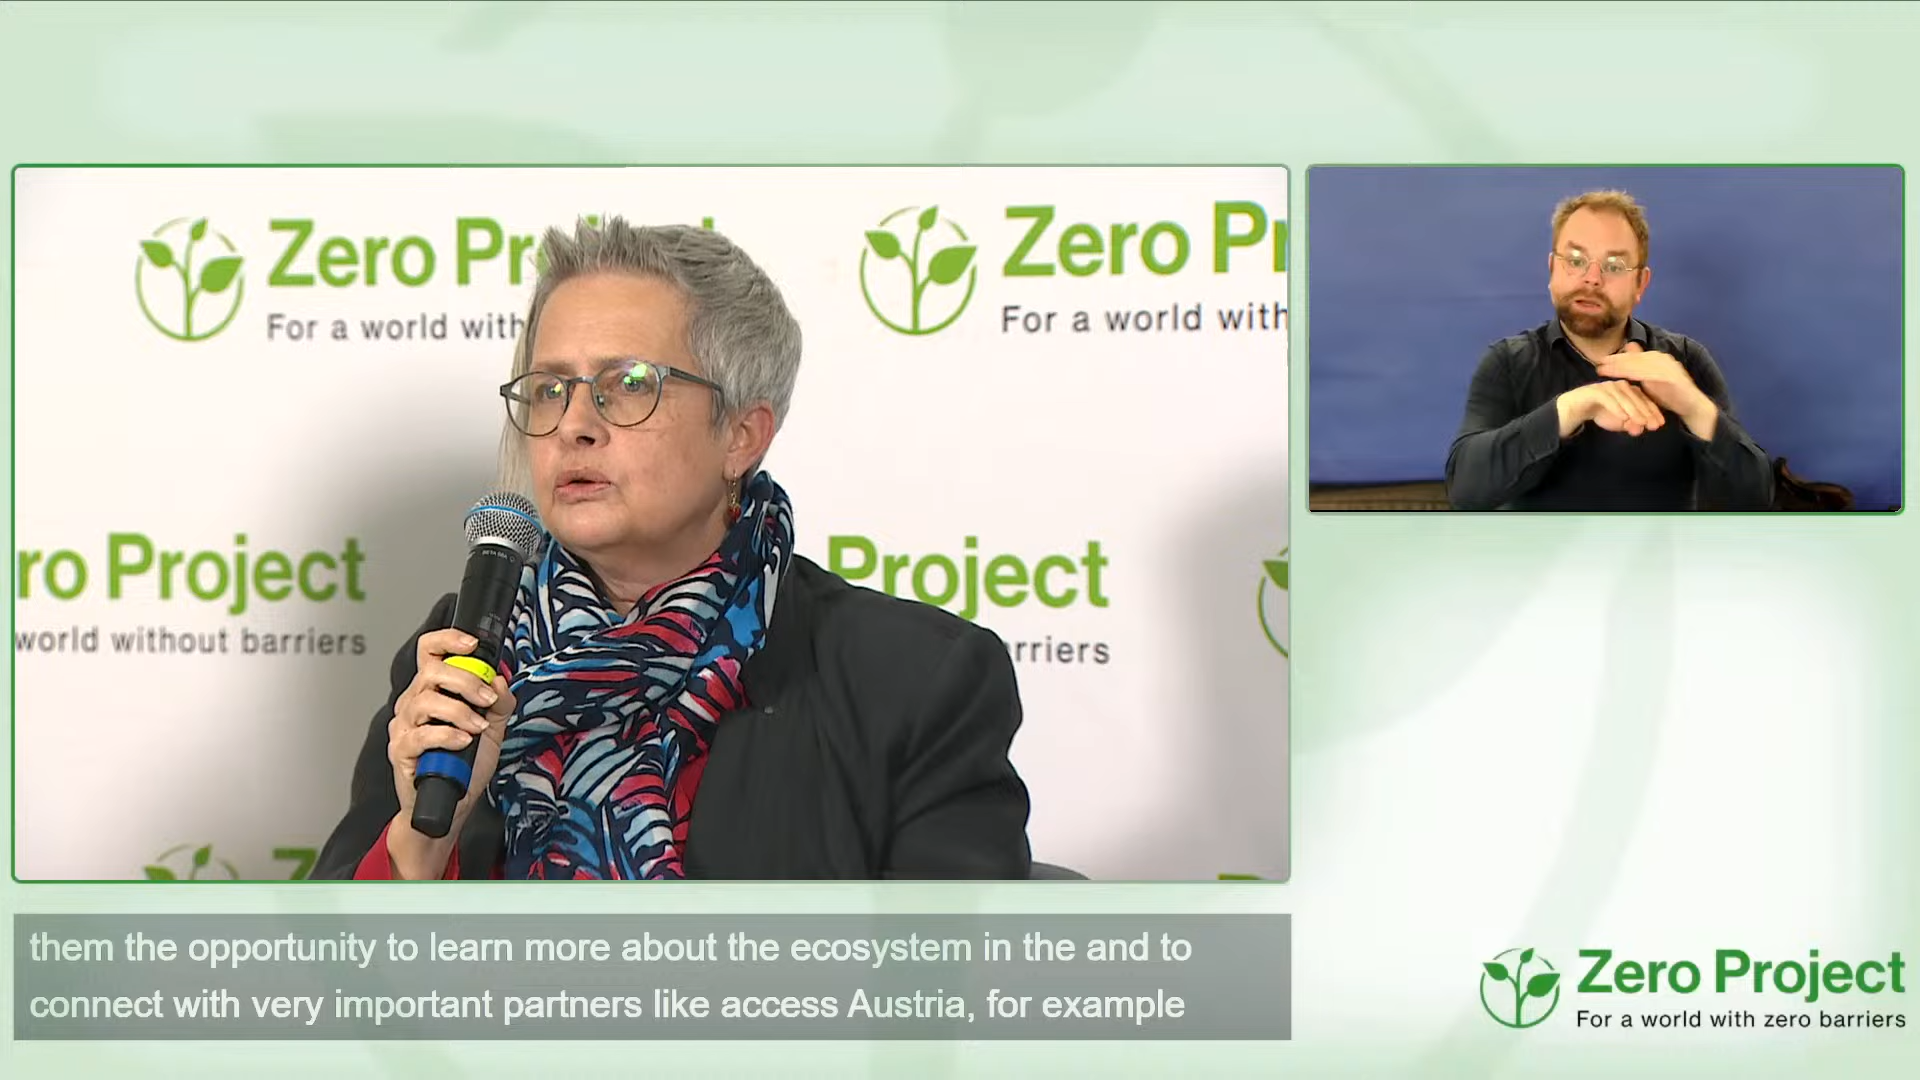 Zero Pr
For a world with
Zero Pr
For a world with
ro Project
world without barriers
Project
rriers
Z
them the opportunity to learn more about the ecosystem in the and to
connect with very important partners like access Austria, for example
Zero Project
For a world with zero barriers